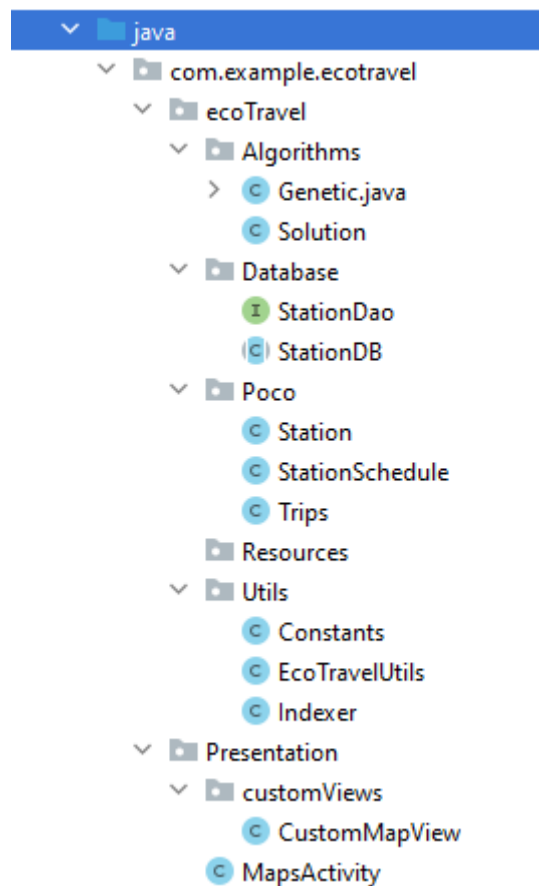 java
com.example.ecotravel
ecoTravel
Algorithms
C Genetic.java
C Solution
Database
I StationDao
C StationDB
Poco
C Station
C StationSchedule
C Trips
Resources
Utils
C Constants
C EcoTravelUtils
C Indexer
Presentation
customViews
C CustomMapView
C MapsActivity